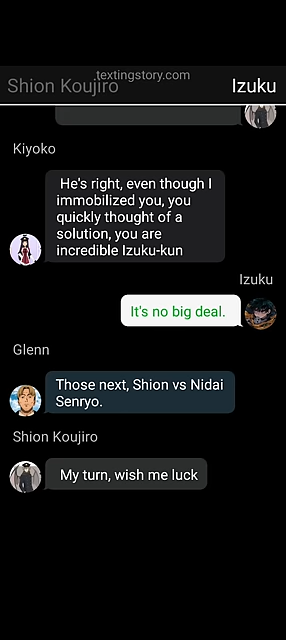 textingstory.com
Shion Koujiro
Izuku
Kiyoko
He's right, even though I
immobilized you, you
quickly thought of a
solution, you are
incredible Izuku-kun
Izuku
It's no big deal.
Glenn
Those next, Shion vs Nidai
Senryo.
Shion Koujiro
My turn, wish me luck